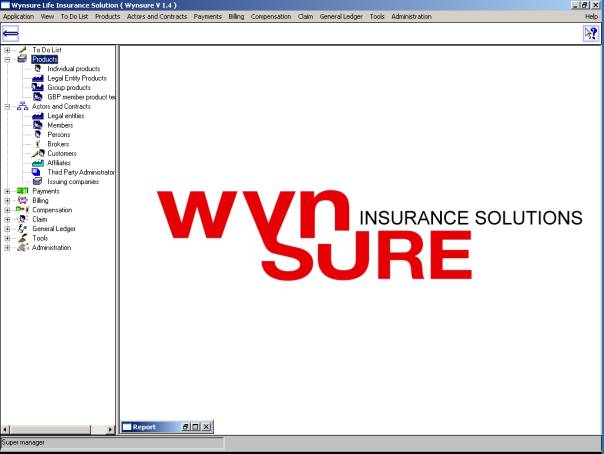 Wynsure Life Insurance Solution ( Wynsure V 1.4 )
Application View To Do List Products Actors and Contracts Payments Billing Compensation Claim General Ledger Tools Administration Help
To Do List
Products
Individual products
Legal Entity Products
Group products
GBP member product te
Actors and Contracts
Legal entities
Members
Persons
Brokers
Customers
Affiliates
Third Party Administrator
Issuing companies
Payments
Billing
Compensation
Claim
General Ledger
Tools
Administration
wynSURE INSURANCE SOLUTIONS
Report
Super manager